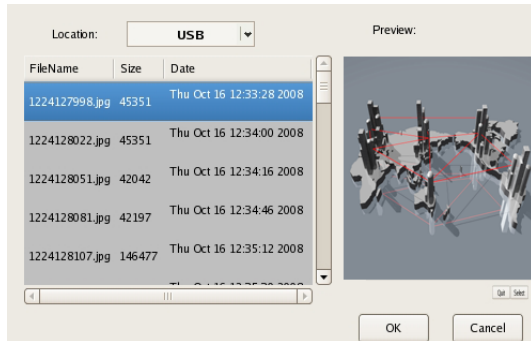 Location: USB Preview:
FileName Size Date
1224127998.jpg 45351 Thu Oct 16 12:33:28 2008
1224128022.jpg 45351 Thu Oct 16 12:34:00 2008
1224128051.jpg 42042 Thu Oct 16 12:34:16 2008
1224128081.jpg 42197 Thu Oct 16 12:34:46 2008
1224128107.jpg 146477 Thu Oct 16 12:35:12 2008
Quit Select
OK Cancel